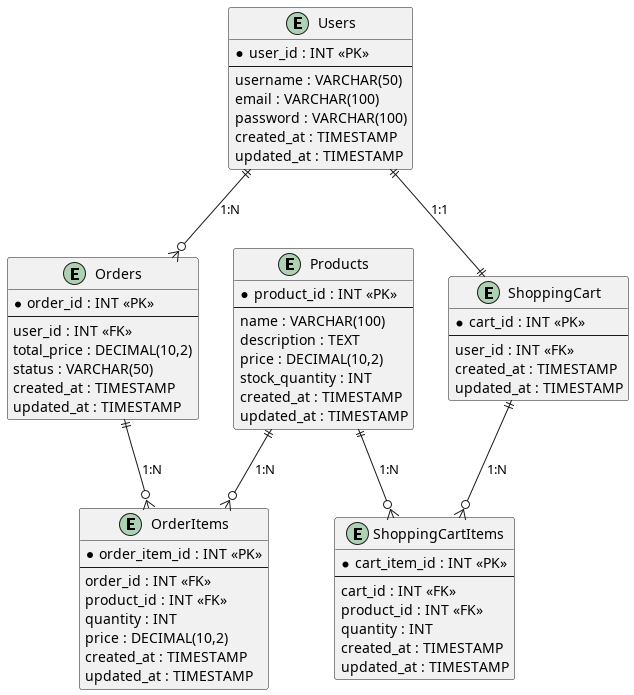 E Users
* user_id : INT «PK»
username : VARCHAR(50)
email : VARCHAR(100)
password : VARCHAR(100)
created_at : TIMESTAMP
updated_at : TIMESTAMP
1:N
1:1
E Orders
* order_id : INT «PK»
user_id : INT «FK»
total_price : DECIMAL(10,2)
status : VARCHAR(50)
created_at : TIMESTAMP
updated_at : TIMESTAMP
E Products
* product_id : INT «PK»
name : VARCHAR(100)
description : TEXT
price : DECIMAL(10,2)
stock_quantity : INT
created_at : TIMESTAMP
updated_at : TIMESTAMP
E ShoppingCart
* cart_id : INT «PK»
user_id : INT «FK»
created_at : TIMESTAMP
updated_at : TIMESTAMP
1:N
1:N
1:N
1:N
E OrderItems
* order_item_id : INT «PK»
order_id : INT «FK»
product_id : INT «FK»
quantity : INT
price : DECIMAL(10,2)
created_at : TIMESTAMP
updated_at : TIMESTAMP
E ShoppingCartItems
* cart_item_id : INT «PK»
cart_id : INT «FK»
product_id : INT «FK»
quantity : INT
created_at : TIMESTAMP
updated_at : TIMESTAMP